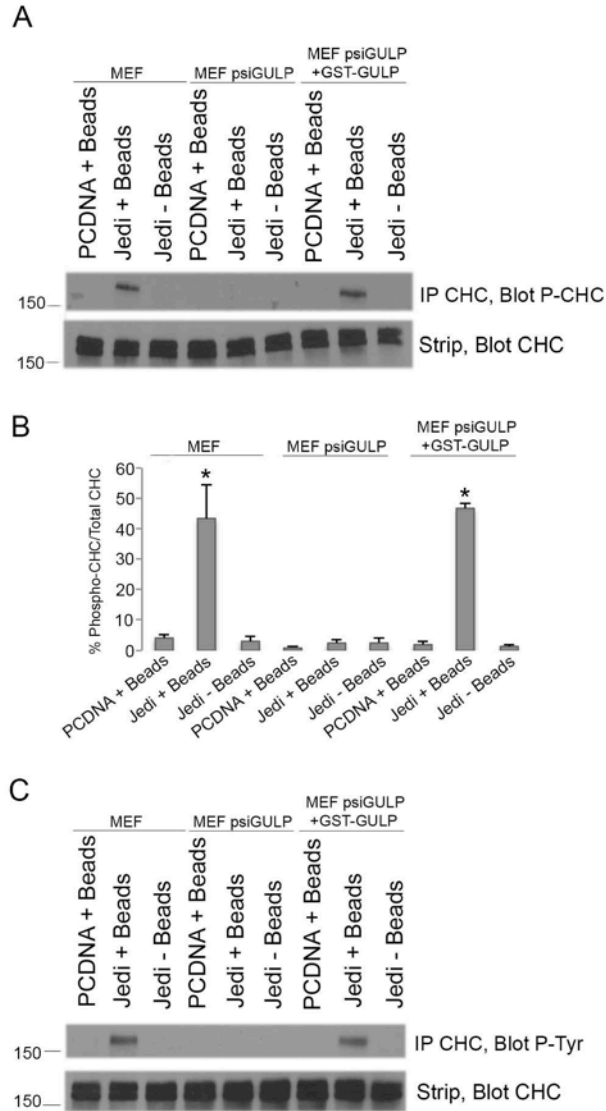 A
MEF
MEF psiGULP
MEF psiGULP
+GST-GULP
PCDNA + Beads
Jedi + Beads
Jedi - Beads
PCDNA + Beads
Jedi + Beads
Jedi - Beads
PCDNA + Beads
Jedi + Beads
Jedi - Beads
150
IP CHC, Blot P-CHC
150
Strip, Blot CHC
B
MEF
MEF psiGULP
MEF psiGULP
+GST-GULP
% Phospho-CHC/Total CHC
60
50
40
30
20
10
0
*
*
PCDNA + Beads
Jedi + Beads
Jedi - Beads
PCDNA + Beads
Jedi + Beads
Jedi - Beads
PCDNA + Beads
Jedi + Beads
Jedi - Beads
C
MEF
MEF psiGULP
MEF psiGULP
+GST-GULP
PCDNA + Beads
Jedi + Beads
Jedi - Beads
PCDNA + Beads
Jedi + Beads
Jedi - Beads
PCDNA + Beads
Jedi + Beads
Jedi - Beads
150
IP CHC, Blot P-Tyr
150
Strip, Blot CHC